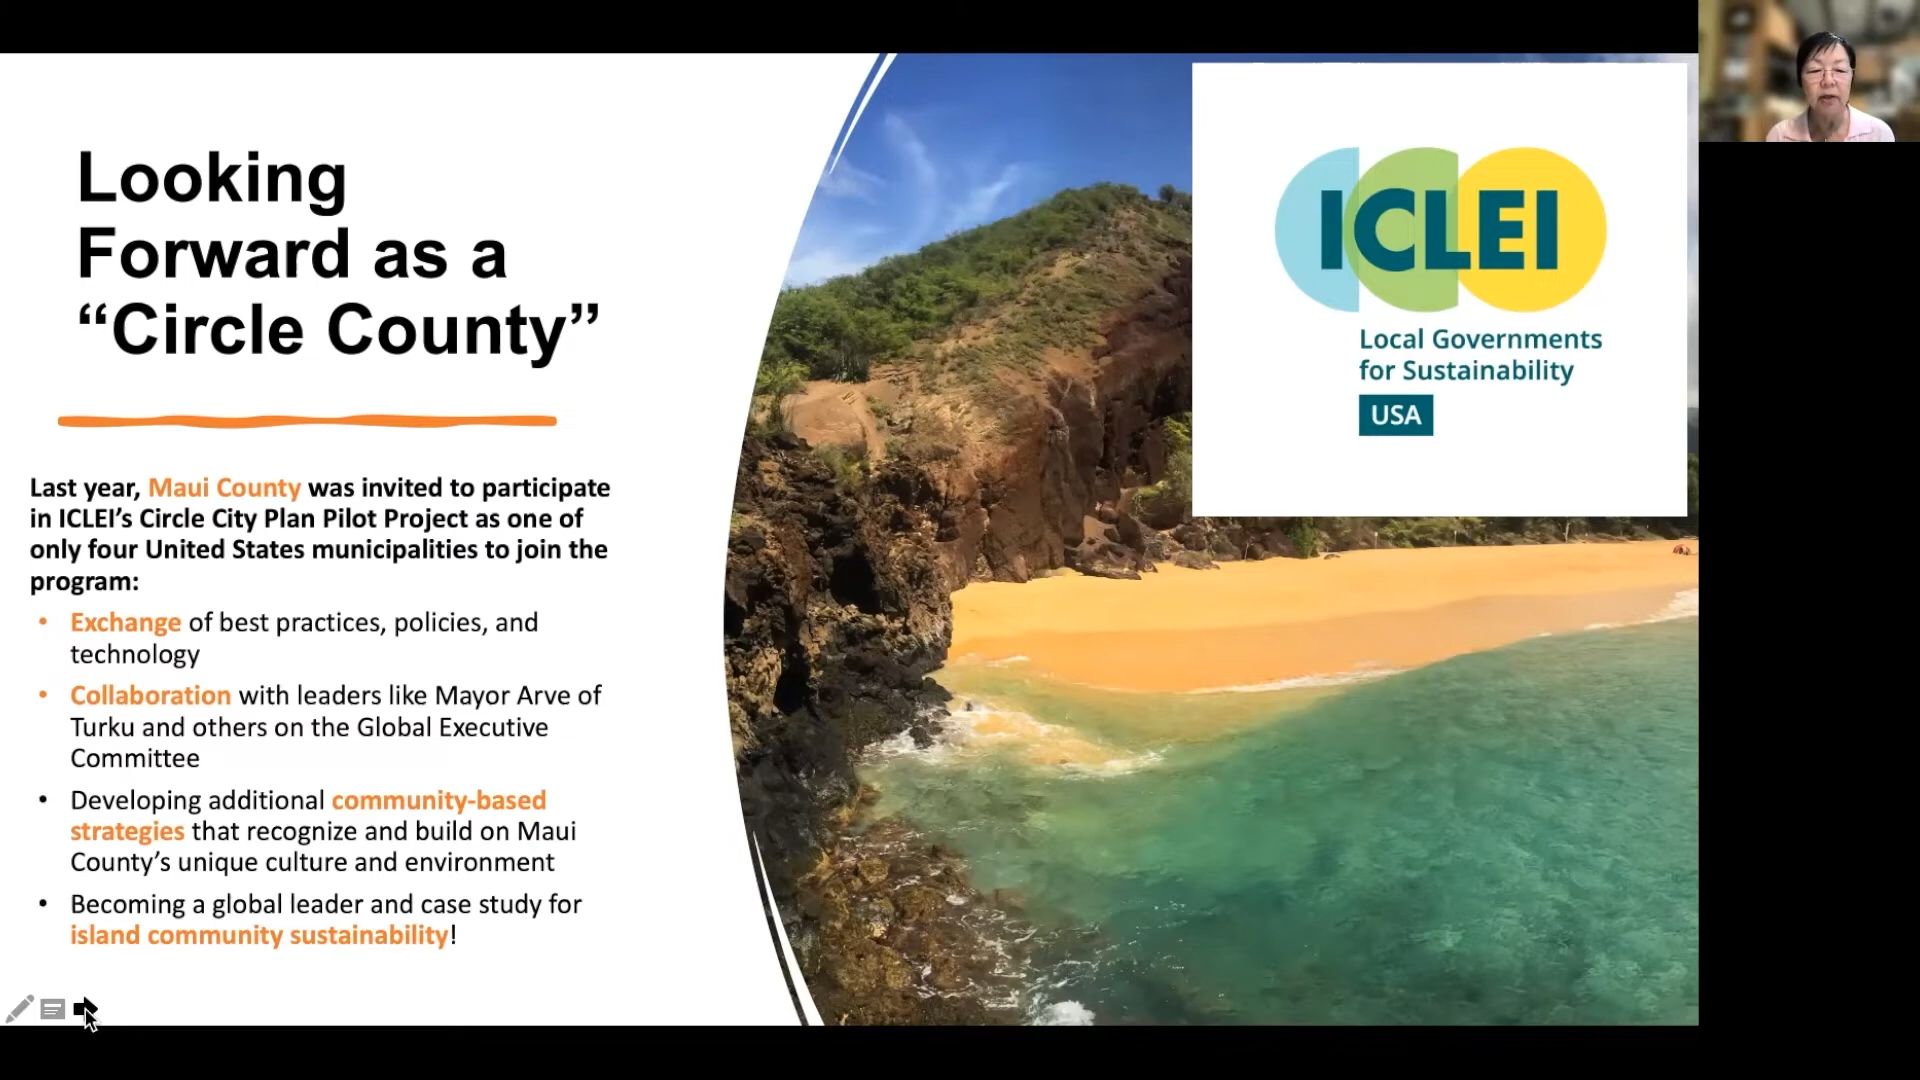 Looking
Forward as a
“Circle County”
Last year, Maui County was invited to participate
in ICLEI’s Circle City Plan Pilot Project as one of
only four United States municipalities to join the
program:
• Exchange of best practices, policies, and
technology
• Collaboration with leaders like Mayor Arve of
Turku and others on the Global Executive
Committee
• Developing additional community-based
strategies that recognize and build on Maui
County’s unique culture and environment
• Becoming a global leader and case study for
island community sustainability!
ICLEI
Local Governments
for Sustainability
USA